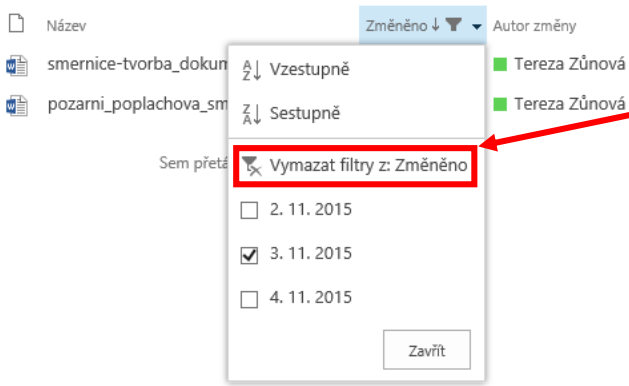 Název Změněno Autor změny
smernice-tvorba_dokum Tereza Zůnová
pozarni_poplachova_sm Tereza Zůnová
Sem přetá
A Z Vzestupně
Z A Sestupně
Vymazat filtry z: Změněno
2. 11. 2015
3. 11. 2015
4. 11. 2015
Zavřít